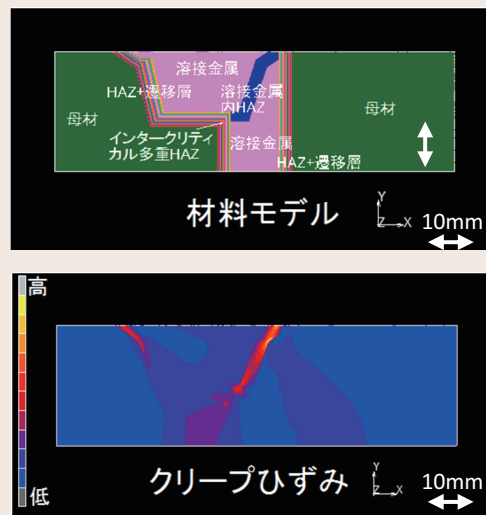 溶接金属
HAZ+遷移層
溶接金属
内HAZ
母材
母材
インタークリティ
カル多重HAZ
溶接金属
HAZ+遷移層
材料モデル
Y
Z
X
10mm
高
低
クリープひずみ
Y
Z
X
10mm